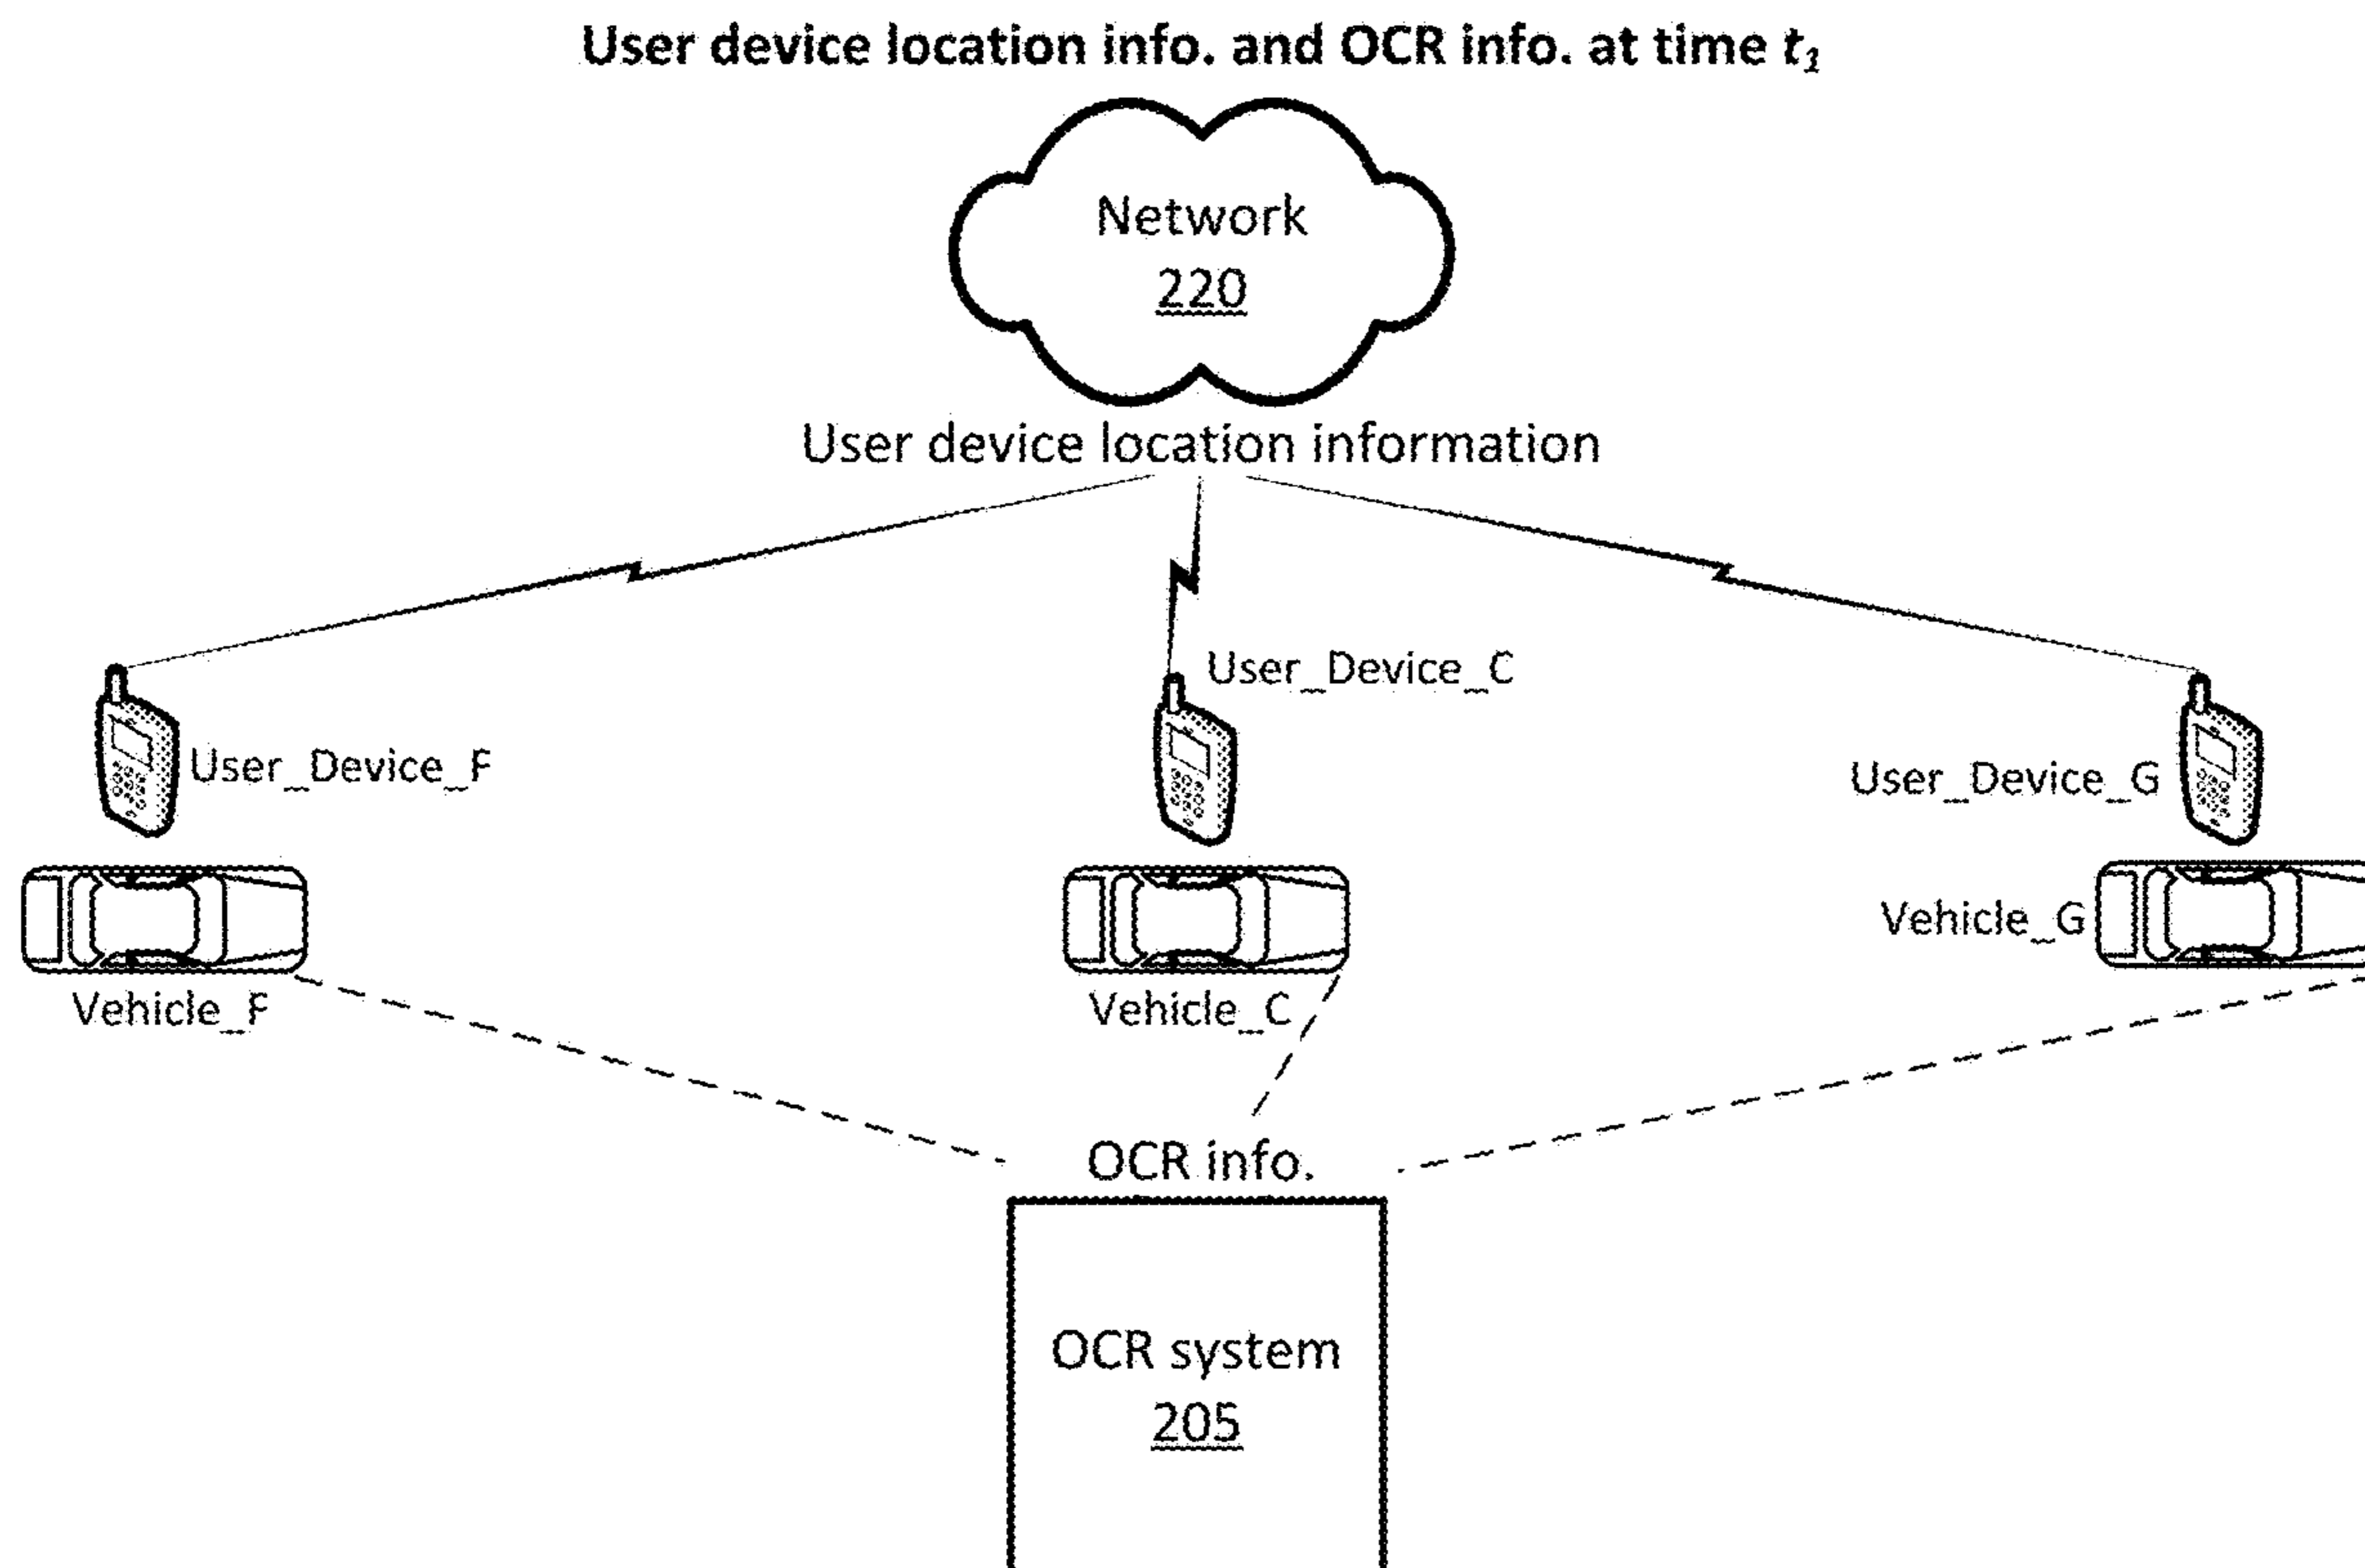 User device location info. and OCR info. at time t₁
Network
220
User device location information
User_Device_C
User_Device_F
User_Device_G
Vehicle_G
Vehicle_F
Vehicle_C
OCR info.
OCR system
205